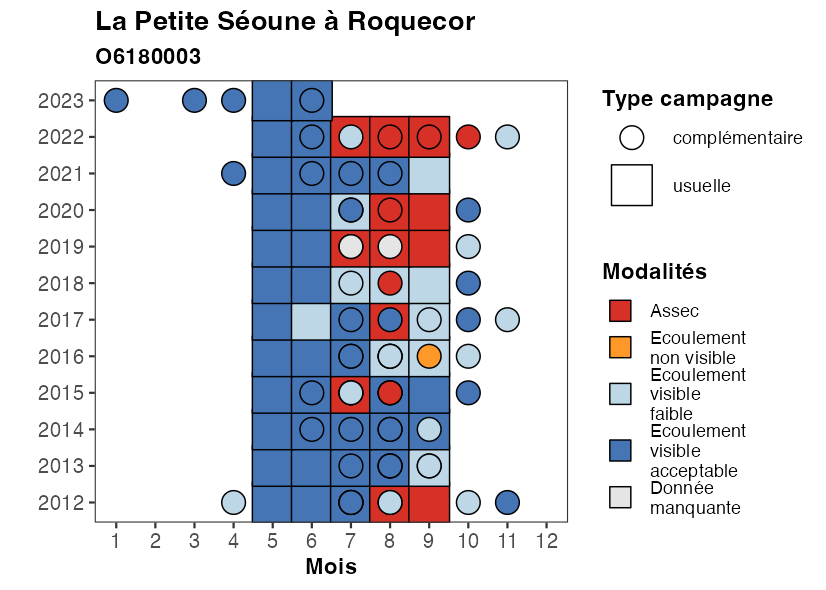 La Petite Séoune à Roquecor
O6180003
2023
2022
2021
2020
2019
2018
2017
2016
2015
2014
2013
2012
1 2 3 4 5 6 7 8 9 10 11 12
Mois
Type campagne
complémentaire
usuelle
Modalités
Assec
Ecoulement
non visible
Ecoulement
visible
faible
Ecoulement
visible
acceptable
Donnée
manquante